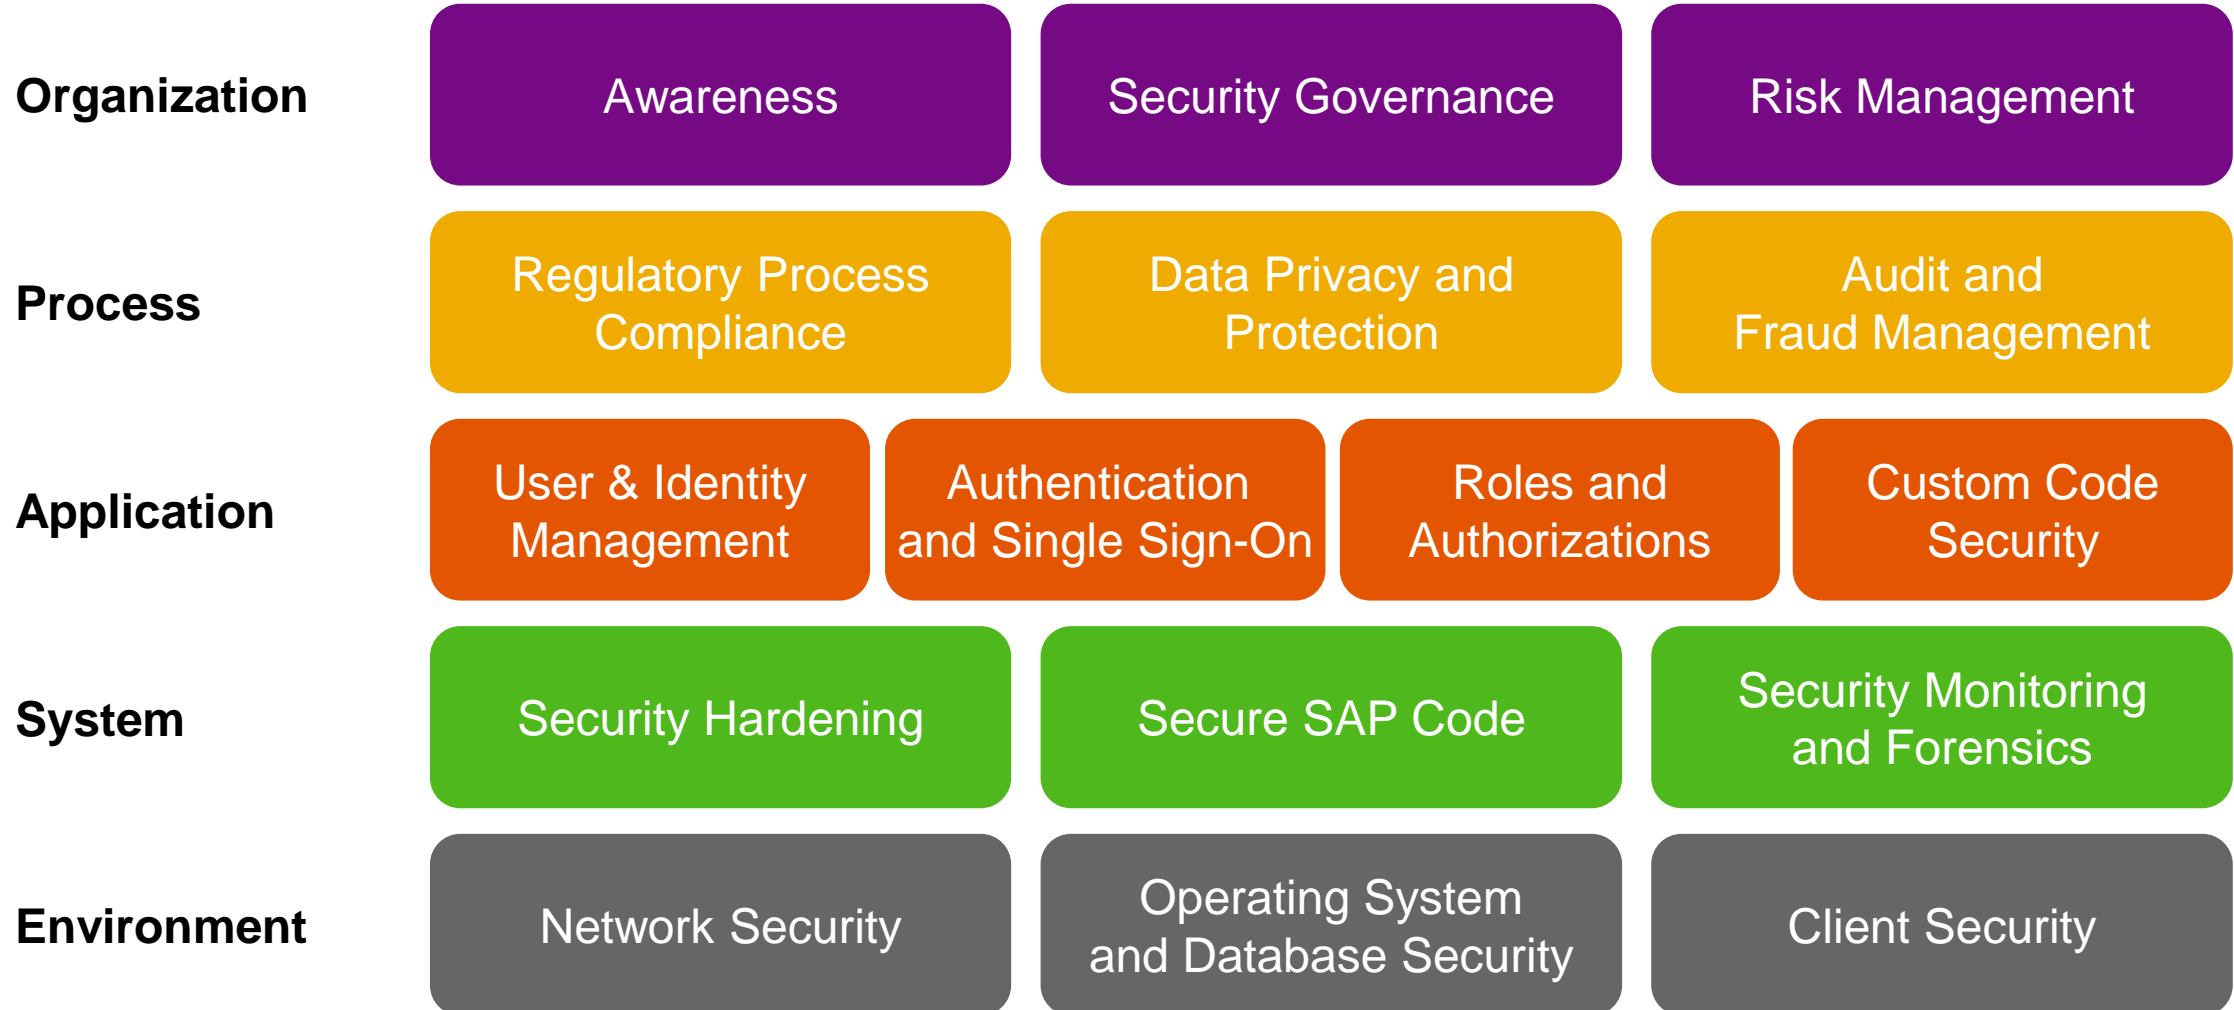 Organization
Awareness
Security Governance
Risk Management
Process
Regulatory Process
Compliance
Data Privacy and
Protection
Audit and
Fraud Management
Application
User & Identity
Management
Authentication
and Single Sign-On
Roles and
Authorizations
Custom Code
Security
System
Security Hardening
Secure SAP Code
Security Monitoring
and Forensics
Environment
Network Security
Operating System
and Database Security
Client Security